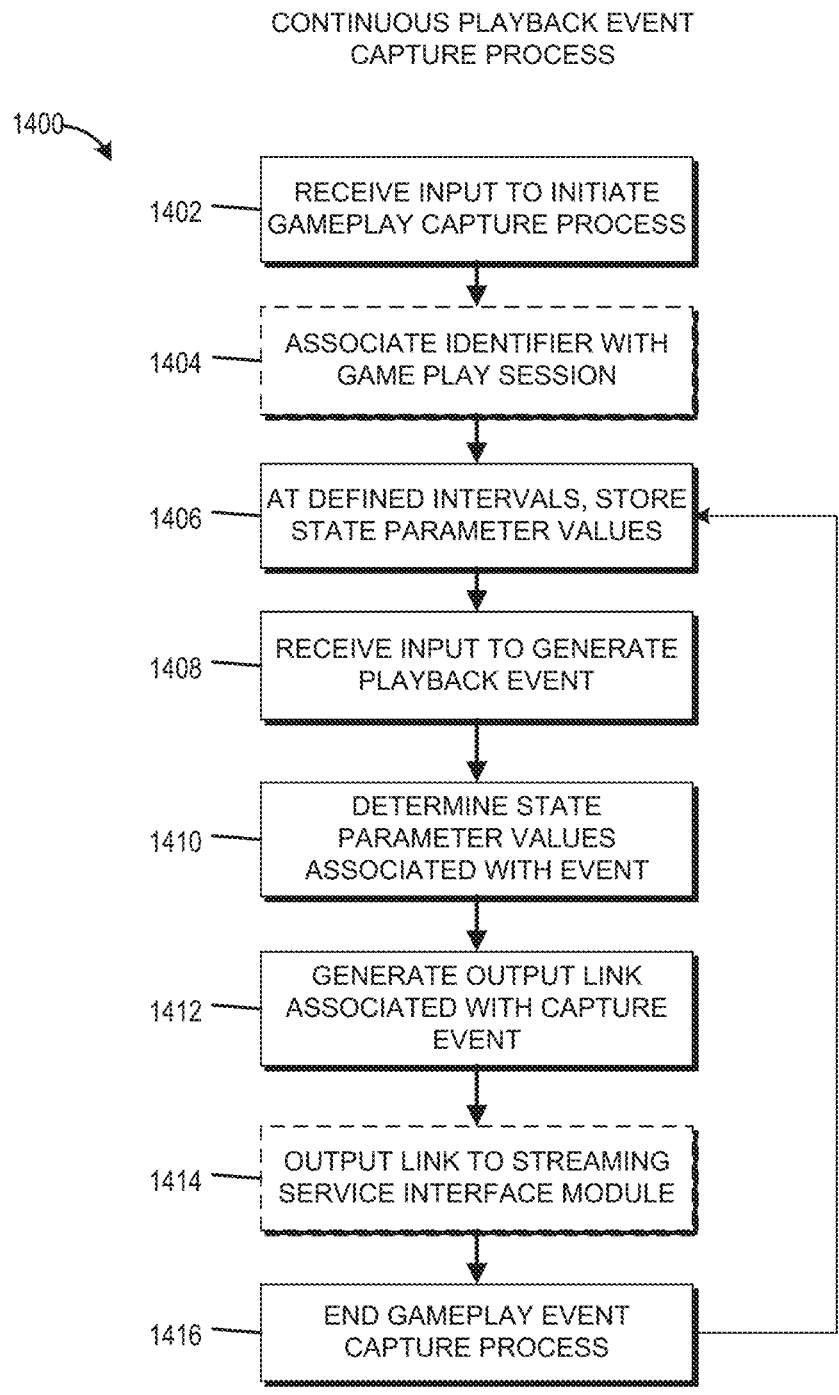 CONTINUOUS PLAYBACK EVENT
CAPTURE PROCESS
1400
1402
RECEIVE INPUT TO INITIATE
GAMEPLAY CAPTURE PROCESS
1404
ASSOCIATE IDENTIFIER WITH
GAME PLAY SESSION
1406
AT DEFINED INTERVALS, STORE
STATE PARAMETER VALUES
1408
RECEIVE INPUT TO GENERATE
PLAYBACK EVENT
1410
DETERMINE STATE
PARAMETER VALUES
ASSOCIATED WITH EVENT
1412
GENERATE OUTPUT LINK
ASSOCIATED WITH CAPTURE
EVENT
1414
OUTPUT LINK TO STREAMING
SERVICE INTERFACE MODULE
1416
END GAMEPLAY EVENT
CAPTURE PROCESS